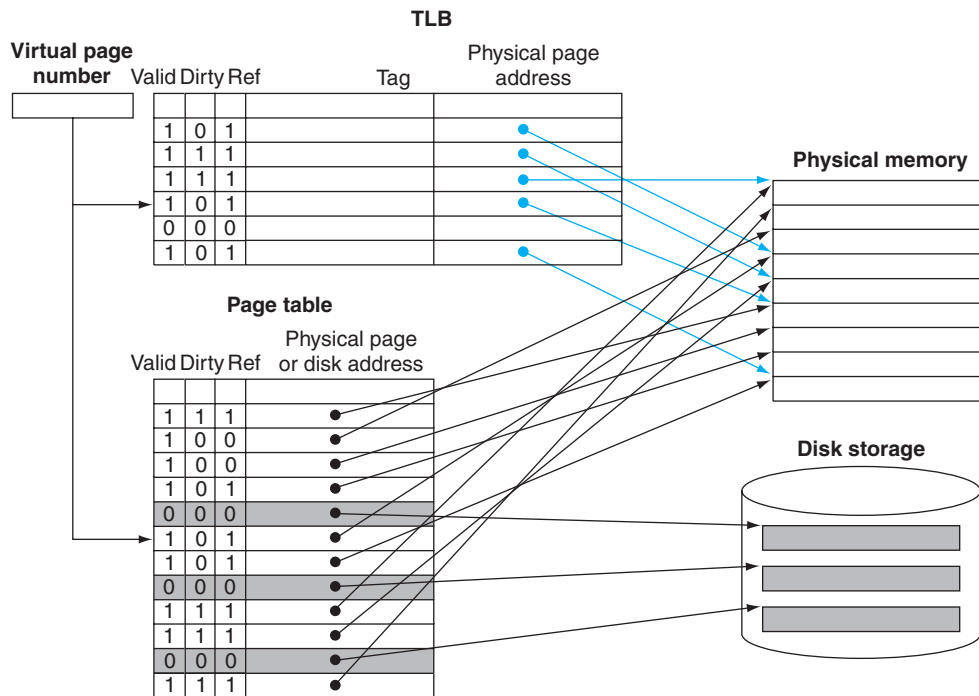 TLB
Virtual page
number
Valid Dirty Ref
Tag
Physical page
address
1 0 1
1 1 1
1 1 1
1 0 1
0 0 0
1 0 1
Physical memory
Page table
Valid Dirty Ref
Physical page
or disk address
1 1 1
1 0 0
1 0 0
1 0 1
0 0 0
1 0 1
1 0 1
0 0 0
1 1 1
1 1 1
0 0 0
1 1 1
Disk storage